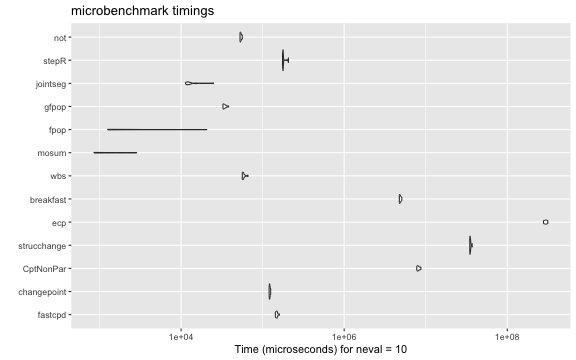 microbenchmark timings
not
stepR
jointseg
gfpop
fpop
mosum
wbs
breakfast
ecp
strucchange
CptNonPar
changepoint
fastcpd
1e+04 1e+06 1e+08
Time (microseconds) for neval = 10